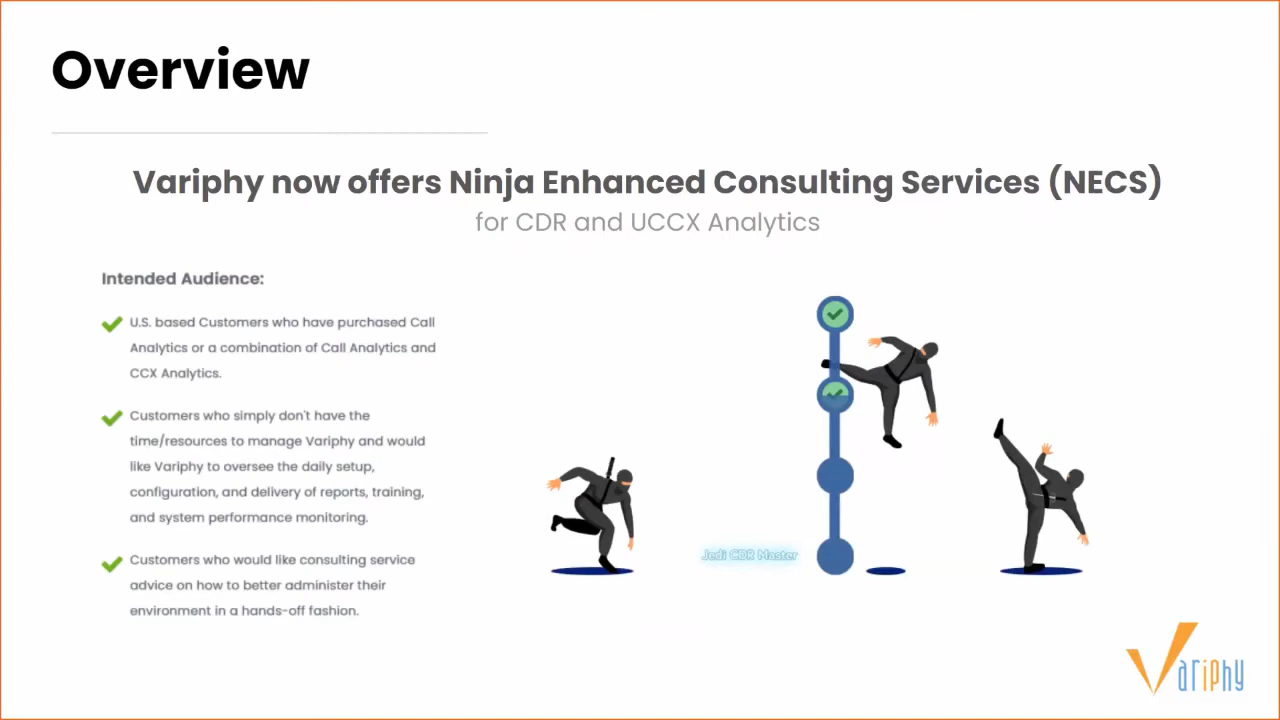 Overview
Variphy now offers Ninja Enhanced Consulting Services (NECS)
for CDR and UCCX Analytics
Intended Audience:
U.S. based Customers who have purchased Call
Analytics or a combination of Call Analytics and
CCX Analytics.
Customers who simply don't have the
time/resources to manage Variphy and would
like Variphy to oversee the daily setup,
configuration, and delivery of reports, training,
and system performance monitoring.
Customers who would like consulting service
advice on how to better administer their
environment in a hands-off fashion.
Jedi CDR Master
Variphy